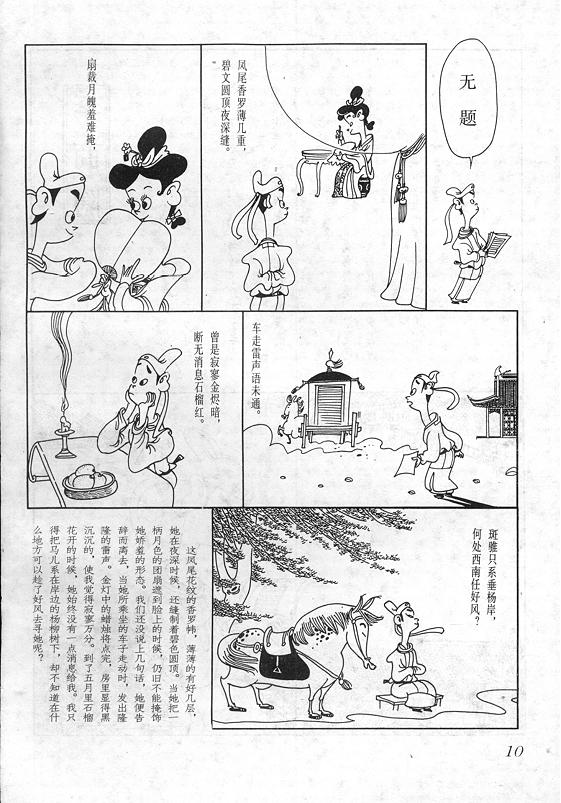 无题
凤尾香罗薄几重,
碧文圆顶夜深缝。
扇裁月魄羞难掩,
车走雷声语未通。
曾是寂寥金烬暗,
断无消息石榴红。
斑骓只系垂杨岸,
何处西南任好风?
这凤尾花纹的香罗帏,薄薄的有好几层,
她在夜深时候,还缝制着碧色圆顶。当她把一
柄月色的团扇遮到脸上的时候,仍旧不能掩饰
她娇羞的形态。我们还没说上几句话,她便告
辞而离去,当她所乘坐的车子走动时,发出隆
隆的雷声。金灯中的蜡烛将点完,房里显得黑
沉沉的,使我觉得寂寥万分。到了五月里石榴
花开的时候,她始终没有一点消息给我。我只
得把马儿系在岸边的杨柳树下,却不知道在什
么地方可以趁了好风去寻她呢?
10